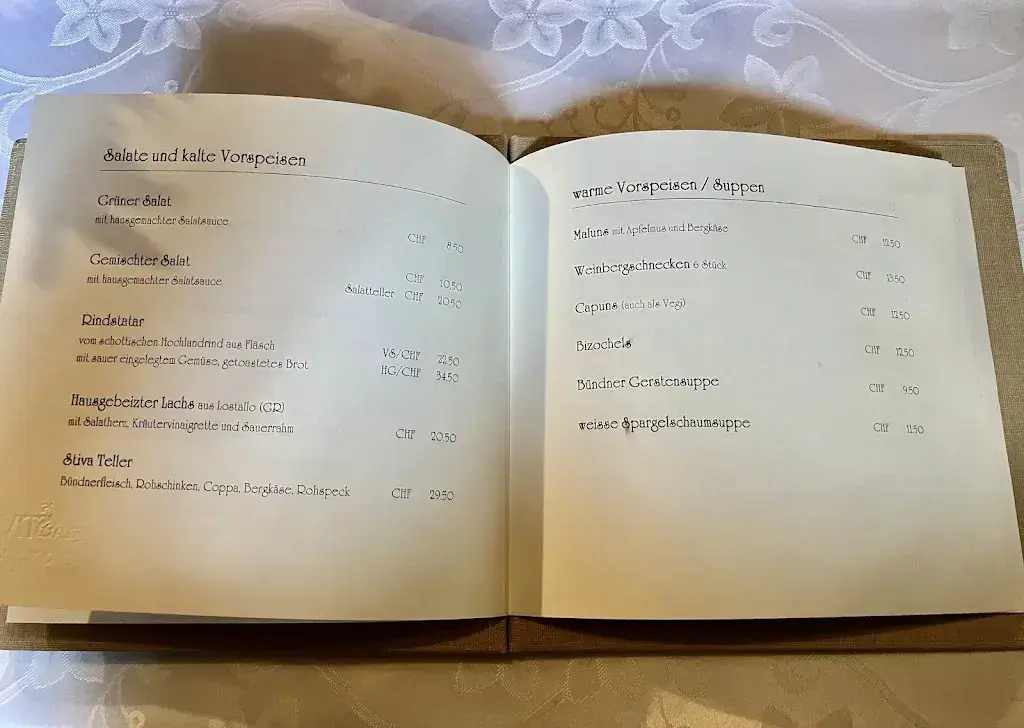 Salate und kalte Vorspeisen
Grüner Salat
mit hausgemachter Salatsauce
CHF 8.50
Gemischter Salat
CHF 10.50
mit hausgemachter Salatsauce
Salatteller CHF 20.50
Rindstatar
vom schottischen Hochlandrind aus Fläsch
VS/CHF 22.50
mit sauer eingelegtem Gemüse, getoastetes Brot
HG/CHF 34.50
Hausgebeizter Lachs aus Lostallo (GR)
mit Salatherz, Kräutervinaigrette und Sauerrahm
CHF 20.50
Stiva Teller
Bündnerfleisch, Rohschinken, Coppa, Bergkäse, Rohspeck CHF 29.50
warme Vorspeisen / Suppen
Maluns mit Apfelmus und Bergkäse CHF 12.50
Weinbergschnecken 6 Stück CHF 13.50
Capuns (auch als Vegi) CHF 12.50
Bizochels CHF 12.50
Bündner Gerstensuppe CHF 9.50
weisse Spargelschaumsuppe CHF 11.50